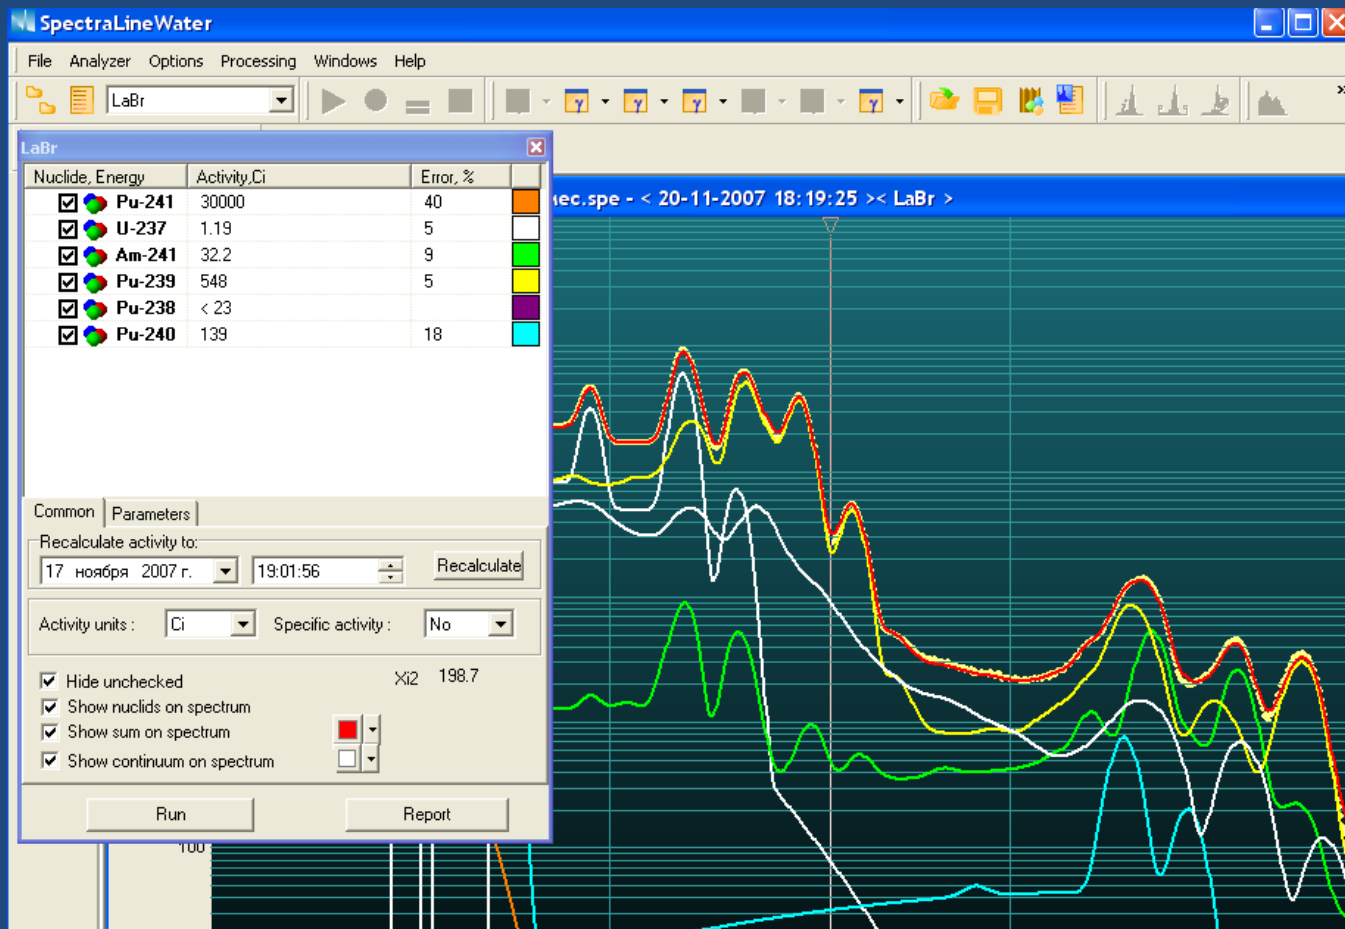 SpectraLineWater
File Analyzer Options Processing Windows Help
LaBr
LaBr
Nuclide, Energy Activity,Ci Error, %
Pu-241 30000 40
U-237 1.19 5
Am-241 32.2 9
Pu-239 548 5
Pu-238 < 23
Pu-240 139 18
.spe - < 20-11-2007 18:19:25 >< LaBr >
Common Parameters
Recalculate activity to:
17 ноября 2007 г. 19:01:56 Recalculate
Activity units : Ci Specific activity : No
Hide unchecked Xi2 198.7
Show nuclids on spectrum
Show sum on spectrum
Show continuum on spectrum
Run Report
100